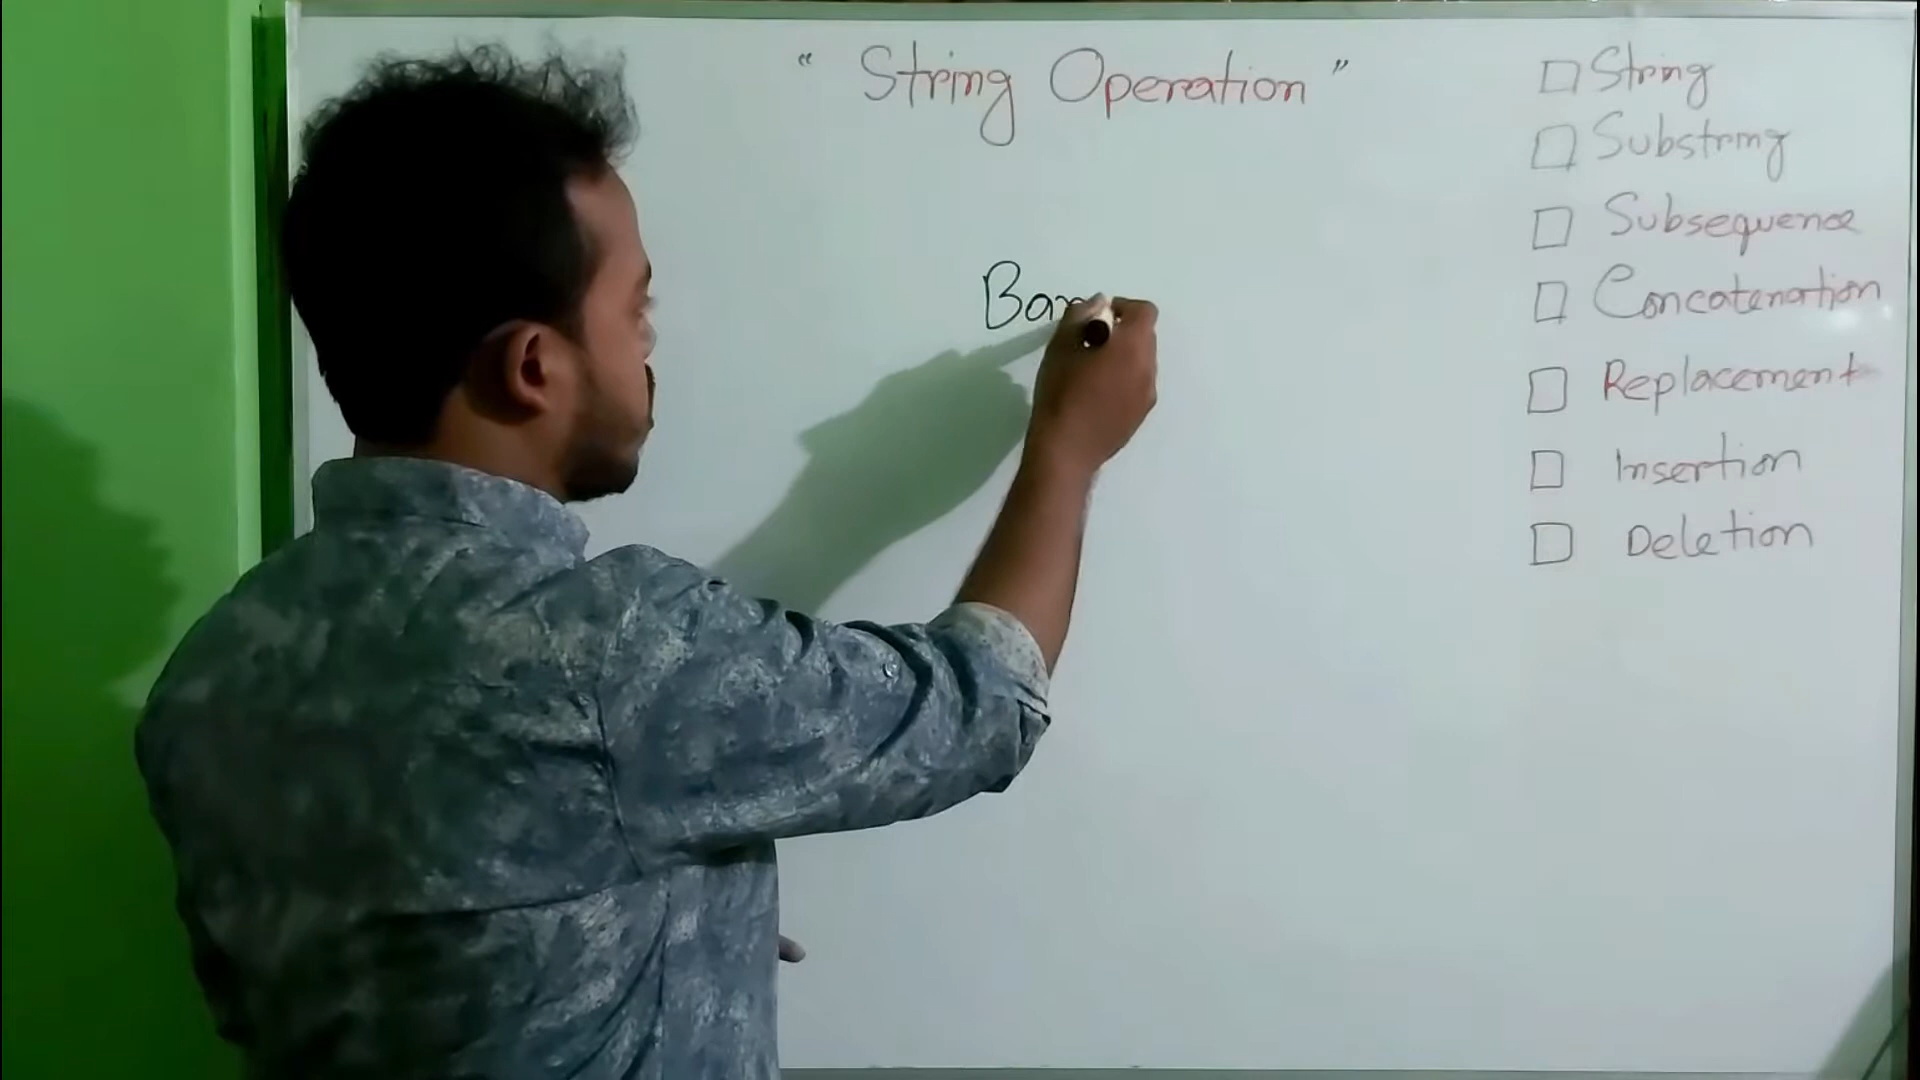 “ String Operation ”
Ban
□ String
□ Substring
□ Subsequence
□ Concatenation
□ Replacement
□ Insertion
□ Deletion